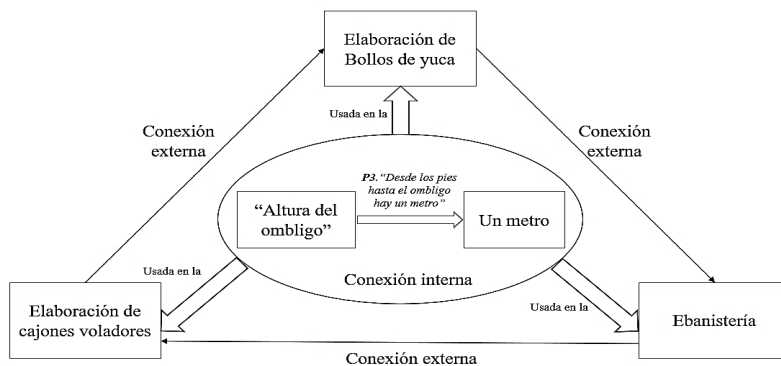 Elaboración de
Bollos de yuca
Usada en la
Conexión
externa
Conexión
externa
P3. “Desde los pies
hasta el ombligo
hay un metro”
“Altura del
ombligo”
Un metro
Conexión interna
Usada en la
Usada en la
Elaboración de
cajones voladores
Ebanistería
Conexión externa